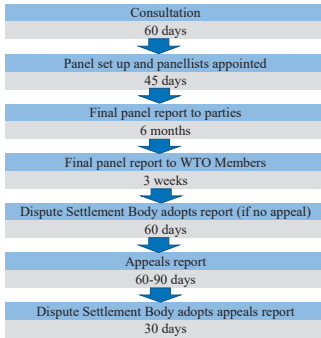 Consultation
60 days
Panel set up and panellists appointed
45 days
Final panel report to parties
6 months
Final panel report to WTO Members
3 weeks
Dispute Settlement Body adopts report (if no appeal)
60 days
Appeals report
60-90 days
Dispute Settlement Body adopts appeals report
30 days